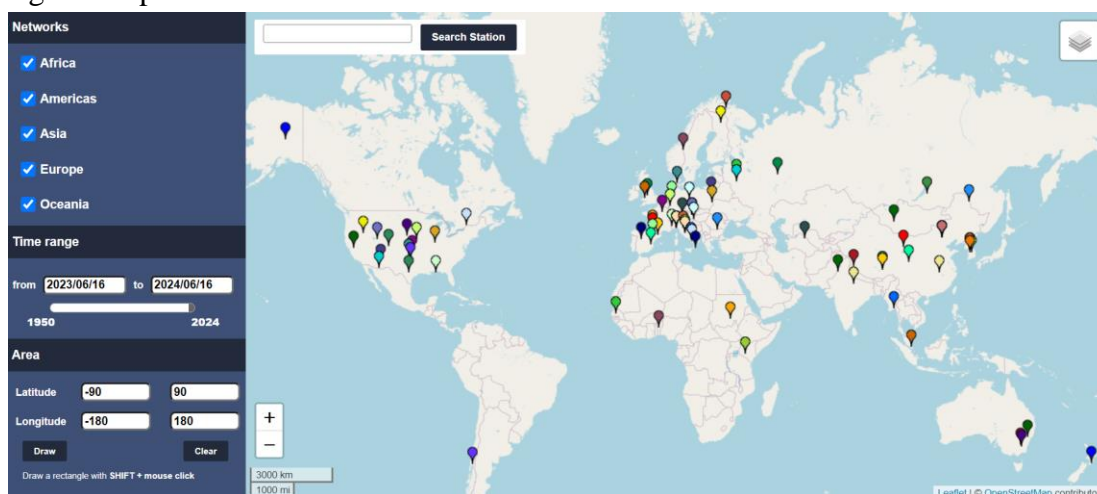 Networks
Search Station
Africa
Americas
Asia
Europe
Oceania
Time range
from 2023/06/16 to 2024/06/16
1950 2024
Area
Latitude -90 90
Longitude -180 180
Draw Clear
Draw a rectangle with SHIFT + mouse click
+
−
3000 km
1000 mi
Leaflet | © OpenStreetMap contributo